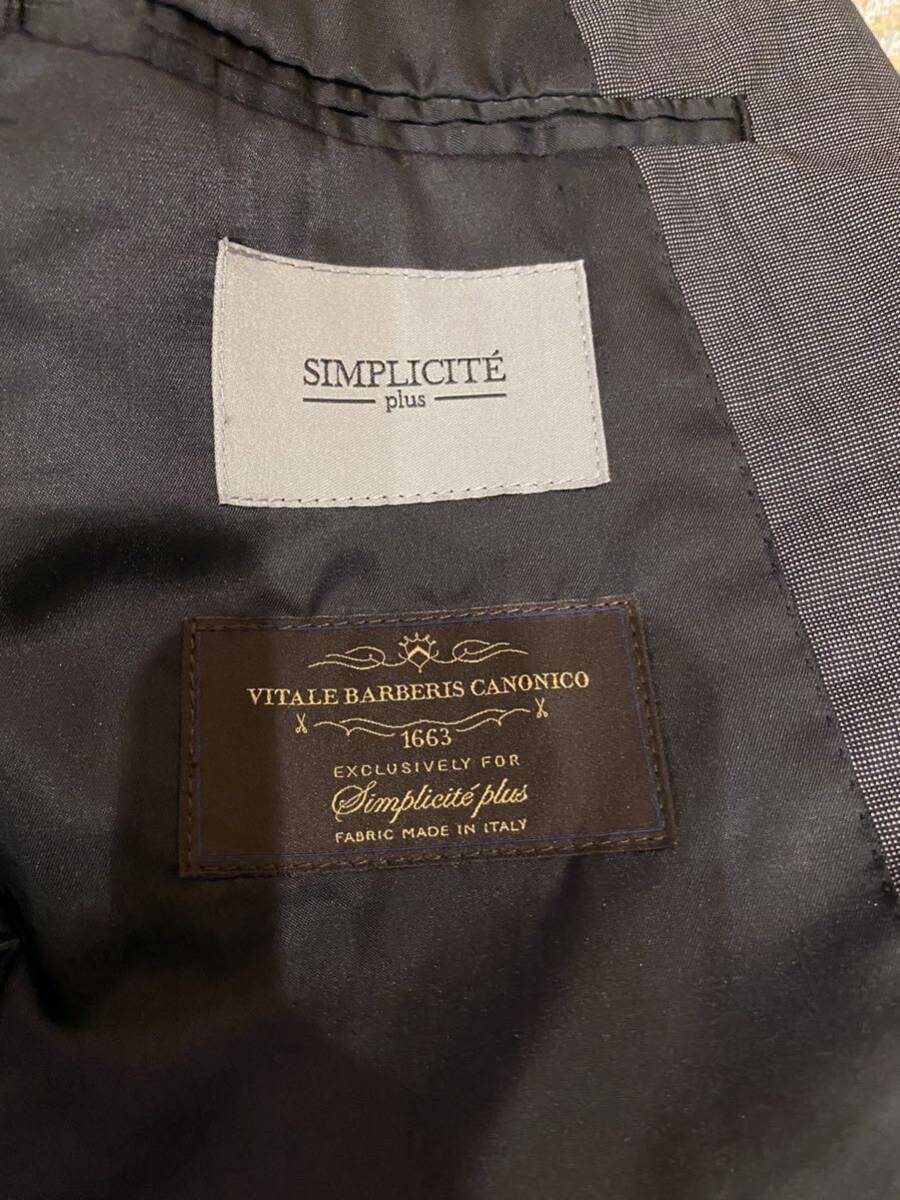 SIMPLICITÉ
plus
VITALE BARBERIS CANONICO
1663
EXCLUSIVELY FOR
Simplicité plus
FABRIC MADE IN ITALY